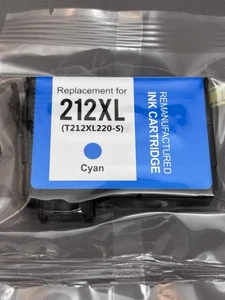 Replacement for
212XL
(T212XL220-S)
Cyan
REMANUFACTURED
INK CARTRIDGE